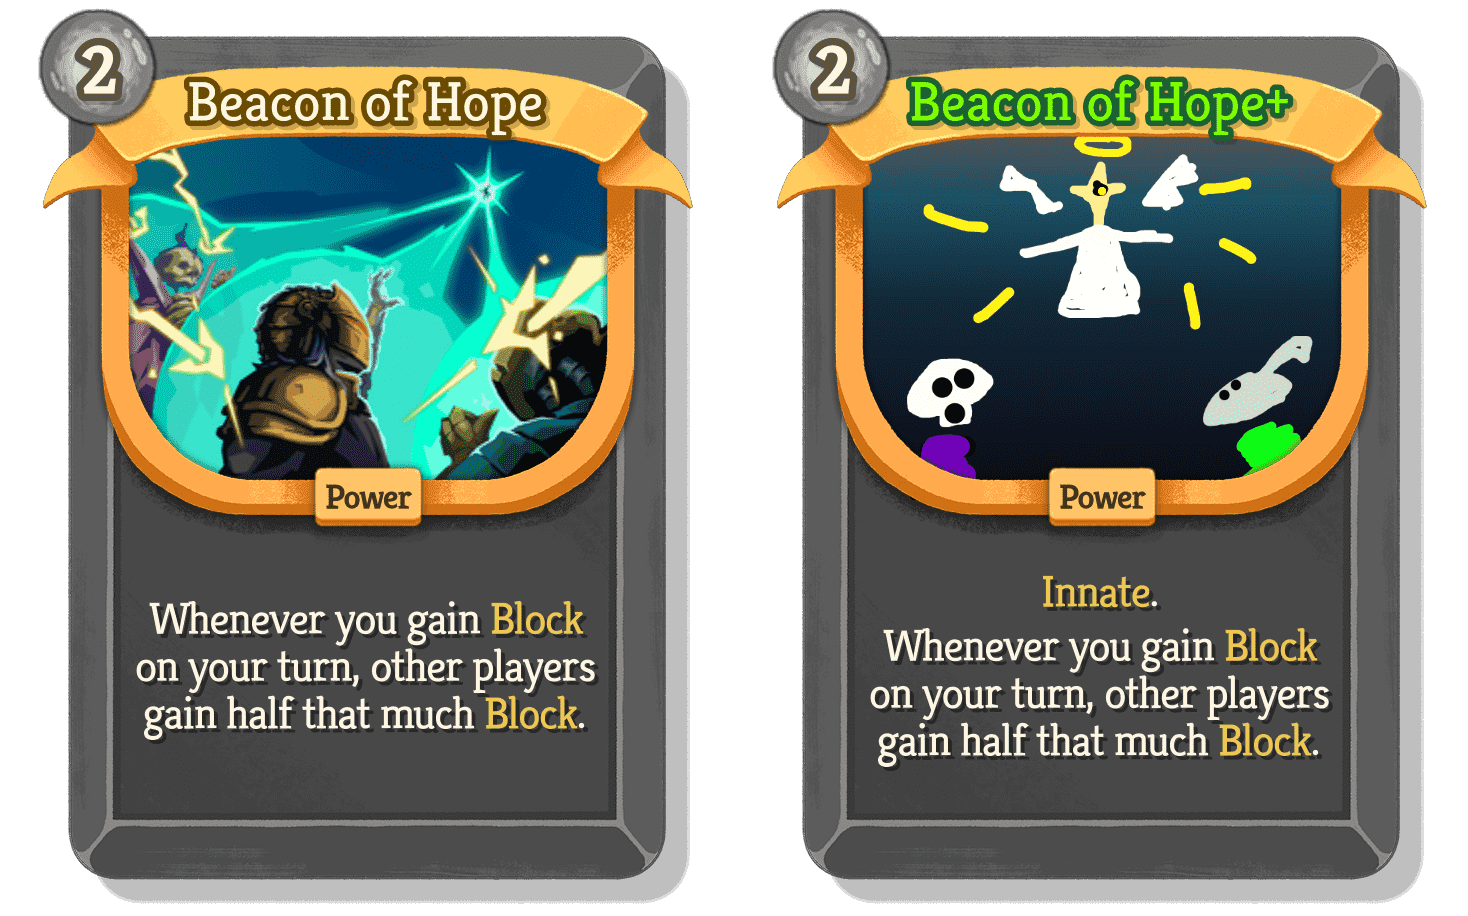 2
Beacon of Hope
Power
Whenever you gain Block
on your turn, other players
gain half that much Block.
2
Beacon of Hope+
Power
Innate.
Whenever you gain Block
on your turn, other players
gain half that much Block.